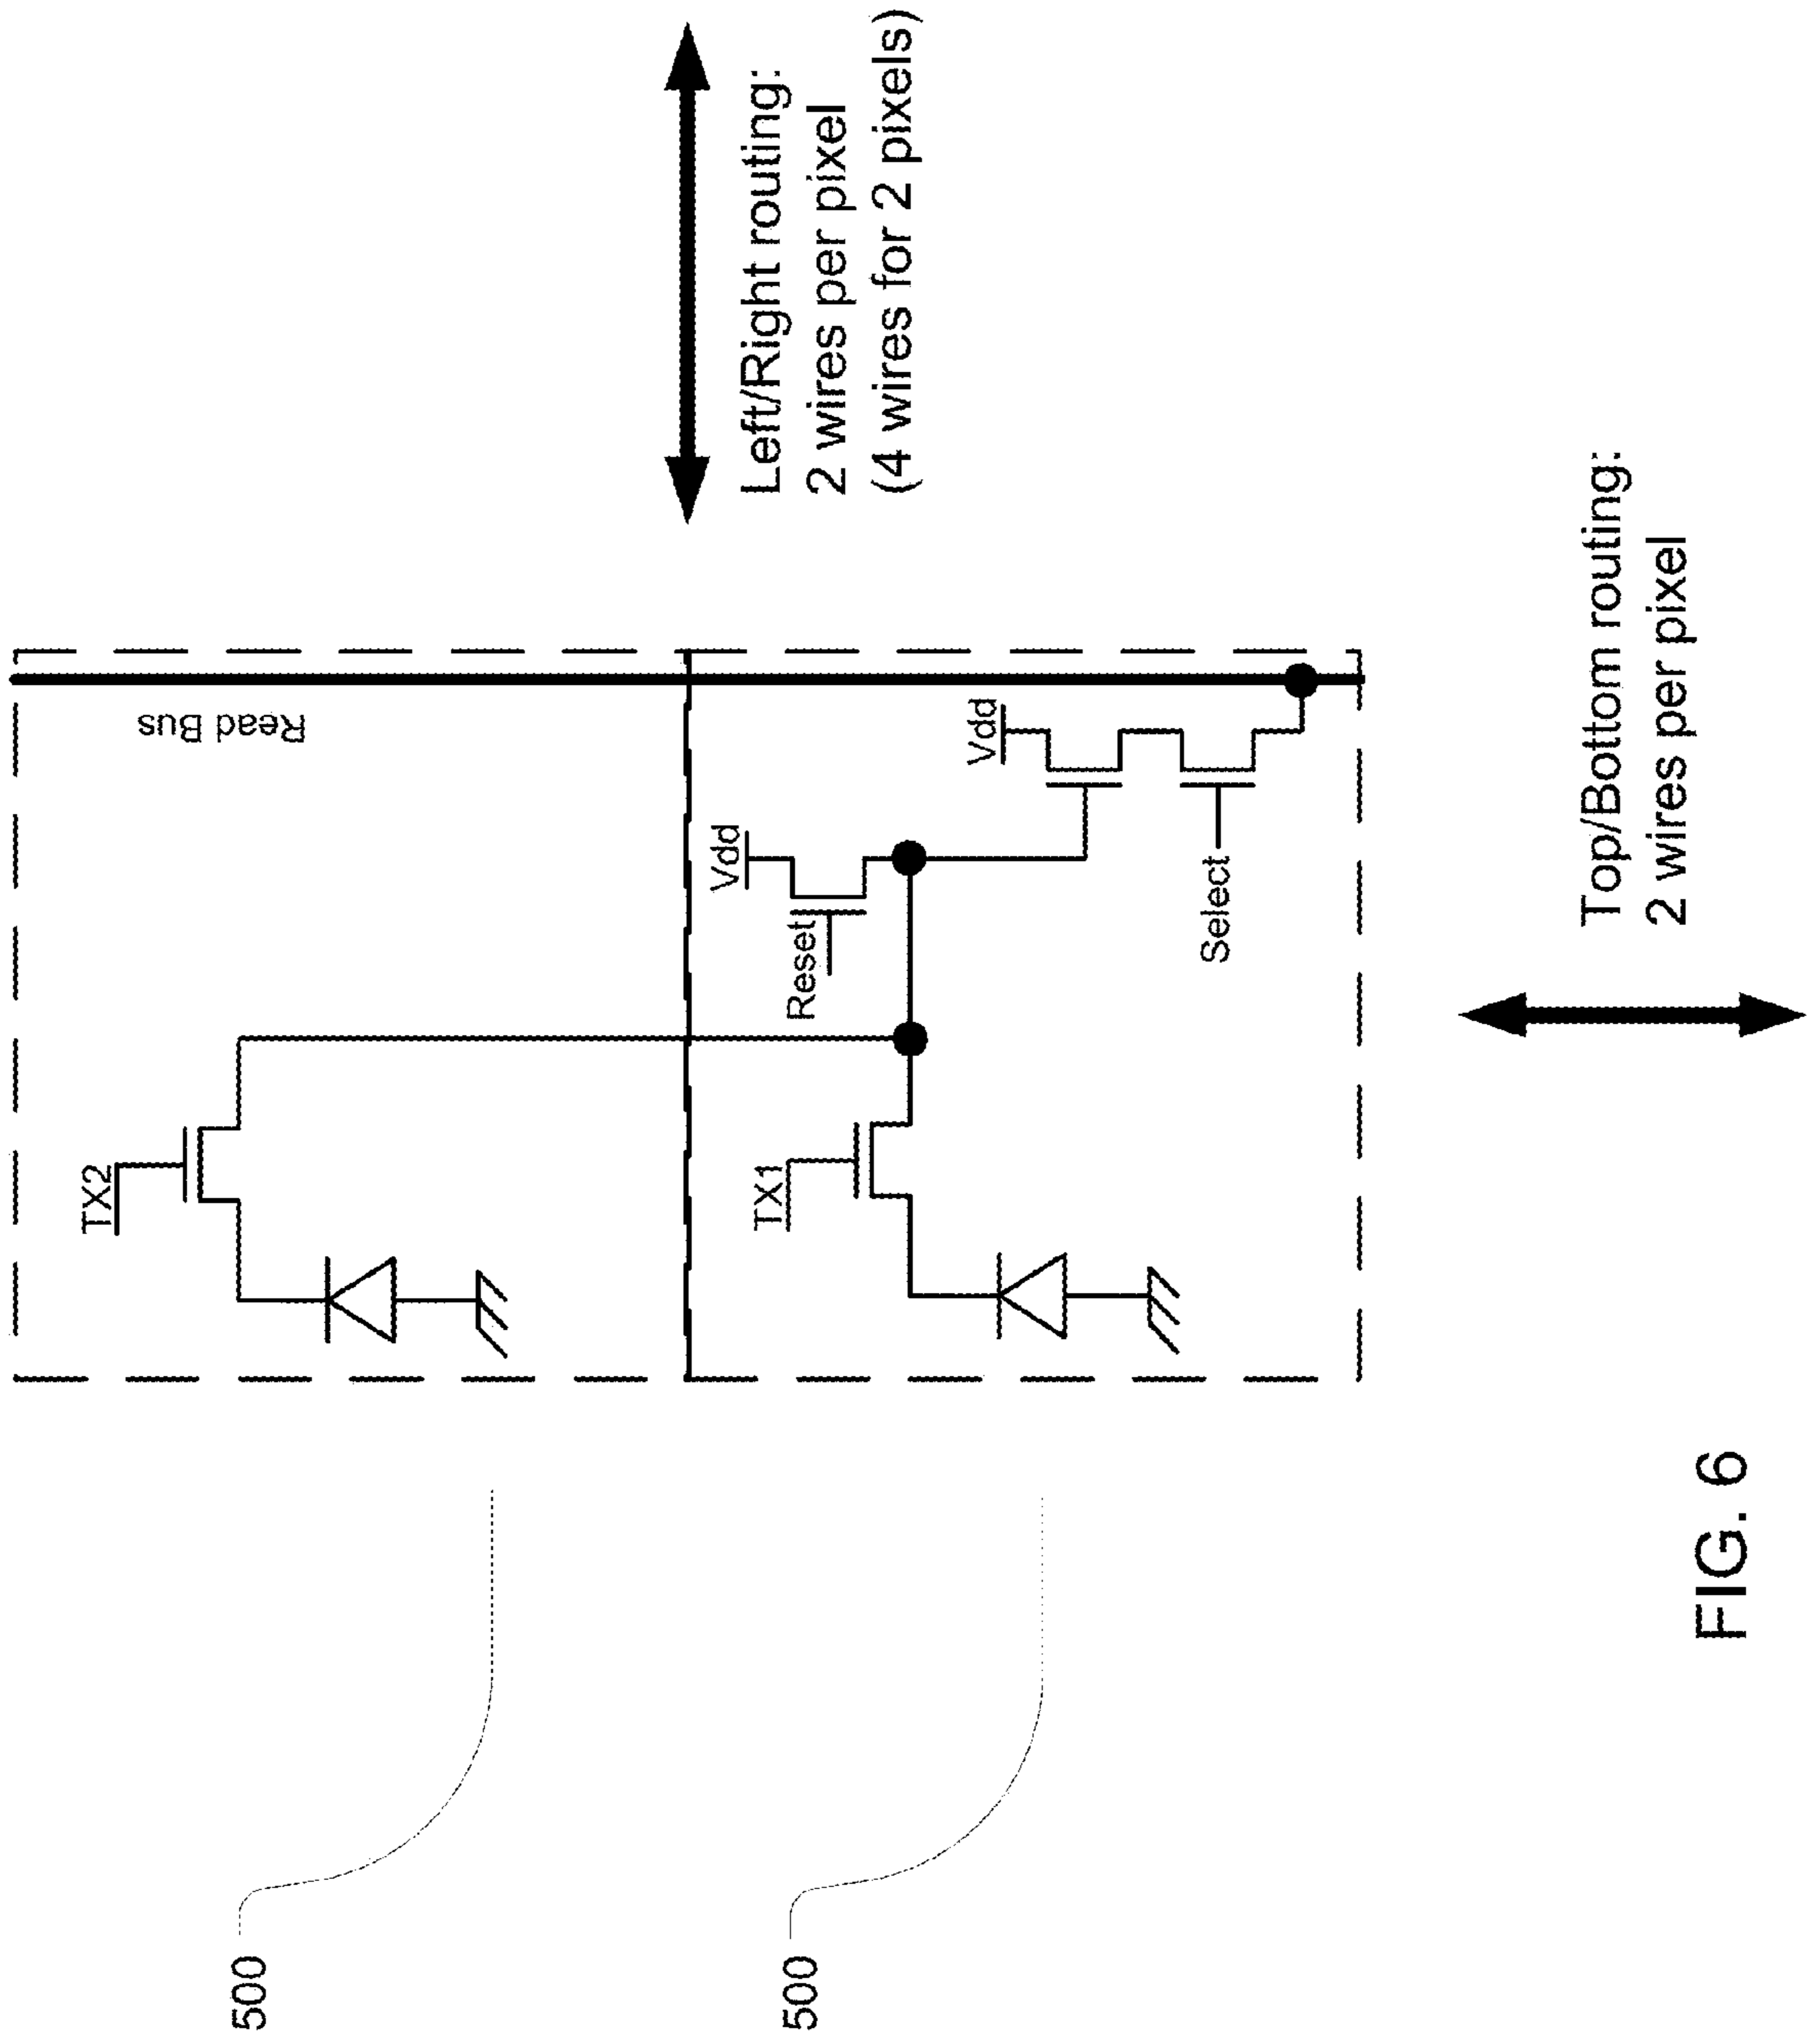 500
500
TX2
TX1
Reset
Vdd
Select
Vdd
Read Bus
Left/Right routing:
2 wires per pixel
(4 wires for 2 pixels)
Top/Bottom routing:
2 wires per pixel
FIG. 6